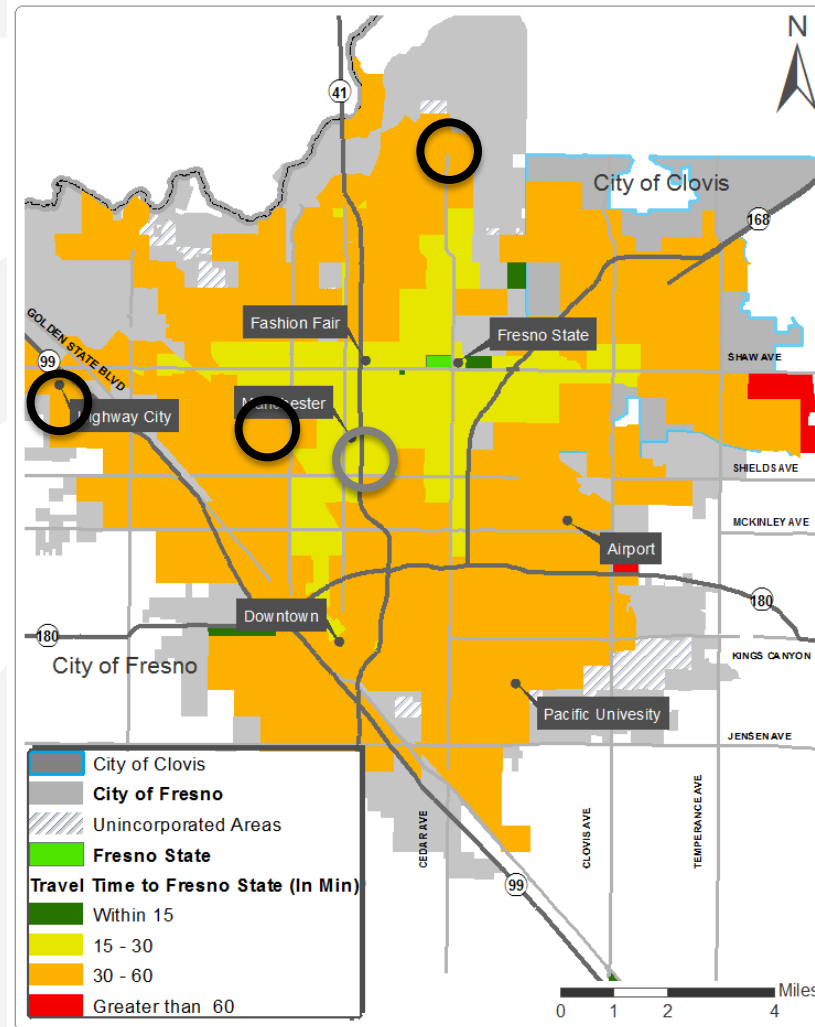 N
41
City of Clovis
168
Fashion Fair
Fresno State
GOLDEN STATE BLVD
99
SHAW AVE
Manchester
Highway City
SHIELDS AVE
MCKINLEY AVE
Airport
180
Downtown
180
KINGS CANYON
City of Fresno
Pacific Univesity
JENSEN AVE
City of Clovis
City of Fresno
Unincorporated Areas
Fresno State
Travel Time to Fresno State (In Min)
Within 15
15 - 30
30 - 60
Greater than 60
CEDAR AVE
CLOVIS AVE
TEMPERANCE AVE
99
Miles
0 1 2 4